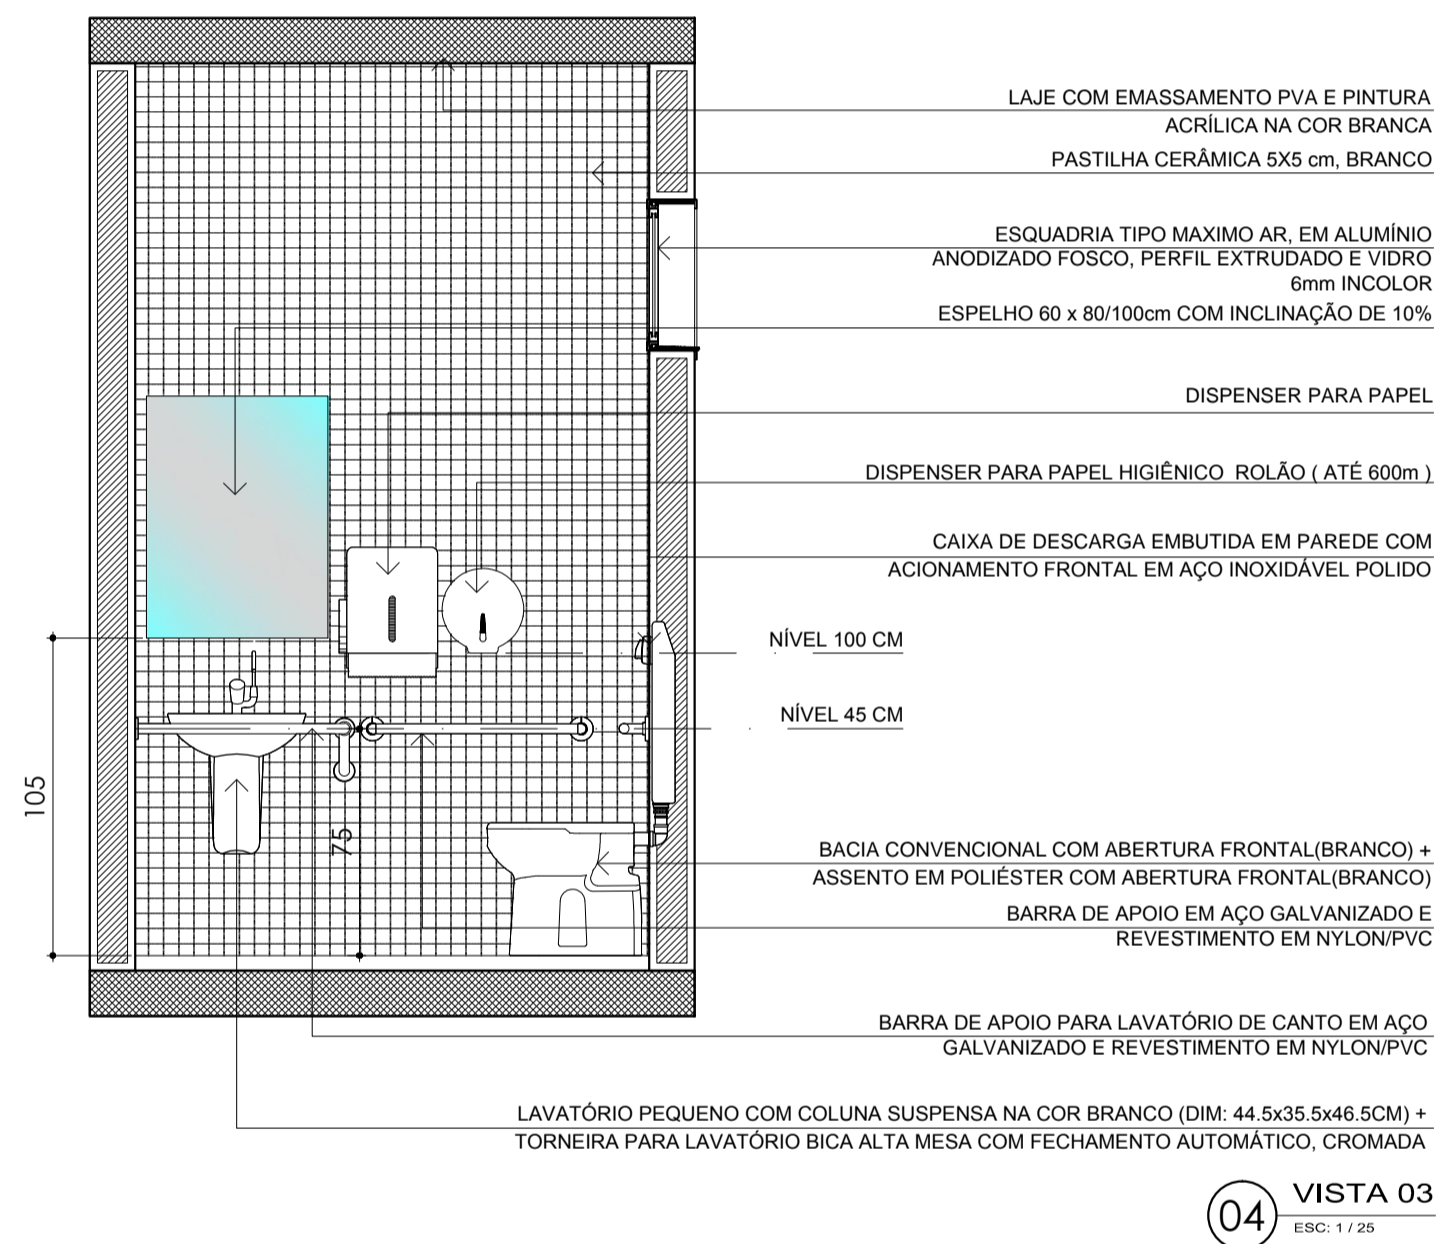 LAJE COM EMASSAMENTO PVA E PINTURA
ACRÍLICA NA COR BRANCA
PASTILHA CERÂMICA 5X5 cm, BRANCO
ESQUADRIA TIPO MAXIMO AR, EM ALUMÍNIO
ANODIZADO FOSCO, PERFIL EXTRUDADO E VIDRO
6mm INCOLOR
ESPELHO 60 x 80/100cm COM INCLINAÇÃO DE 10%
DISPENSER PARA PAPEL
DISPENSER PARA PAPEL HIGIÊNICO ROLÃO ( ATÉ 600m )
CAIXA DE DESCARGA EMBUTIDA EM PAREDE COM
ACIONAMENTO FRONTAL EM AÇO INOXIDÁVEL POLIDO
NÍVEL 100 CM
NÍVEL 45 CM
105
75
BACIA CONVENCIONAL COM ABERTURA FRONTAL(BRANCO) +
ASSENTO EM POLIÉSTER COM ABERTURA FRONTAL(BRANCO)
BARRA DE APOIO EM AÇO GALVANIZADO E
REVESTIMENTO EM NYLON/PVC
BARRA DE APOIO PARA LAVATÓRIO DE CANTO EM AÇO
GALVANIZADO E REVESTIMENTO EM NYLON/PVC
LAVATÓRIO PEQUENO COM COLUNA SUSPENSA NA COR BRANCO (DIM: 44.5x35.5x46.5CM) +
TORNEIRA PARA LAVATÓRIO BICA ALTA MESA COM FECHAMENTO AUTOMÁTICO, CROMADA
04
VISTA 03
ESC: 1 / 25